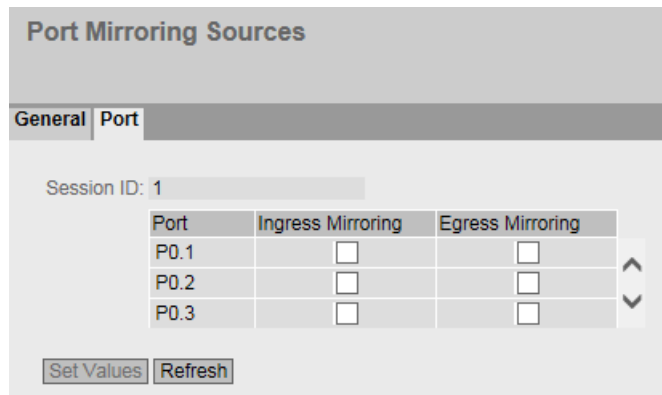 Port Mirroring Sources
General Port
Session ID: 1
Port Ingress Mirroring Egress Mirroring
P0.1
P0.2
P0.3
Set Values Refresh